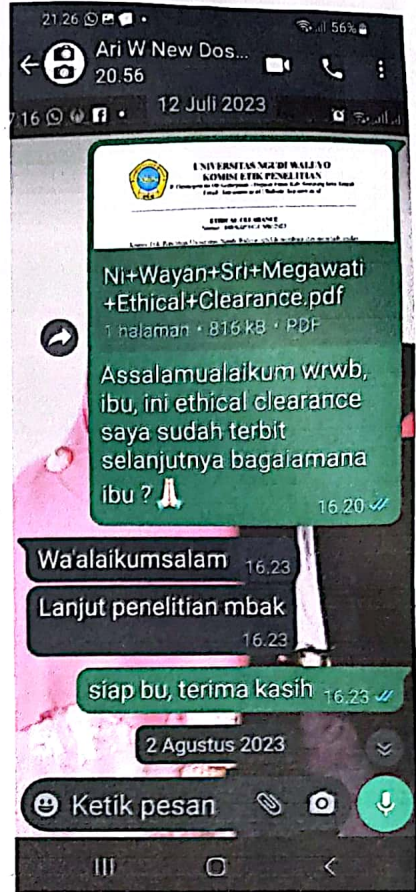 21.26
56%
Ari W New Dos...
20.56
12 Juli 2023
UNIVERSITAS NGUDI WALUYO
KOMISI ETIK PENELITIAN
ETHICAL CLEARANCE
Ni+Wayan+Sri+Megawati
+Ethical+Clearance.pdf
1 halaman • 816 kB • PDF
Assalamualaikum wrwb,
ibu, ini ethical clearance
saya sudah terbit
selanjutnya bagaiamana
ibu ?
16.20
Wa'alaikumsalam 16.23
Lanjut penelitian mbak
16.23
siap bu, terima kasih 16.23
2 Agustus 2023
Ketik pesan